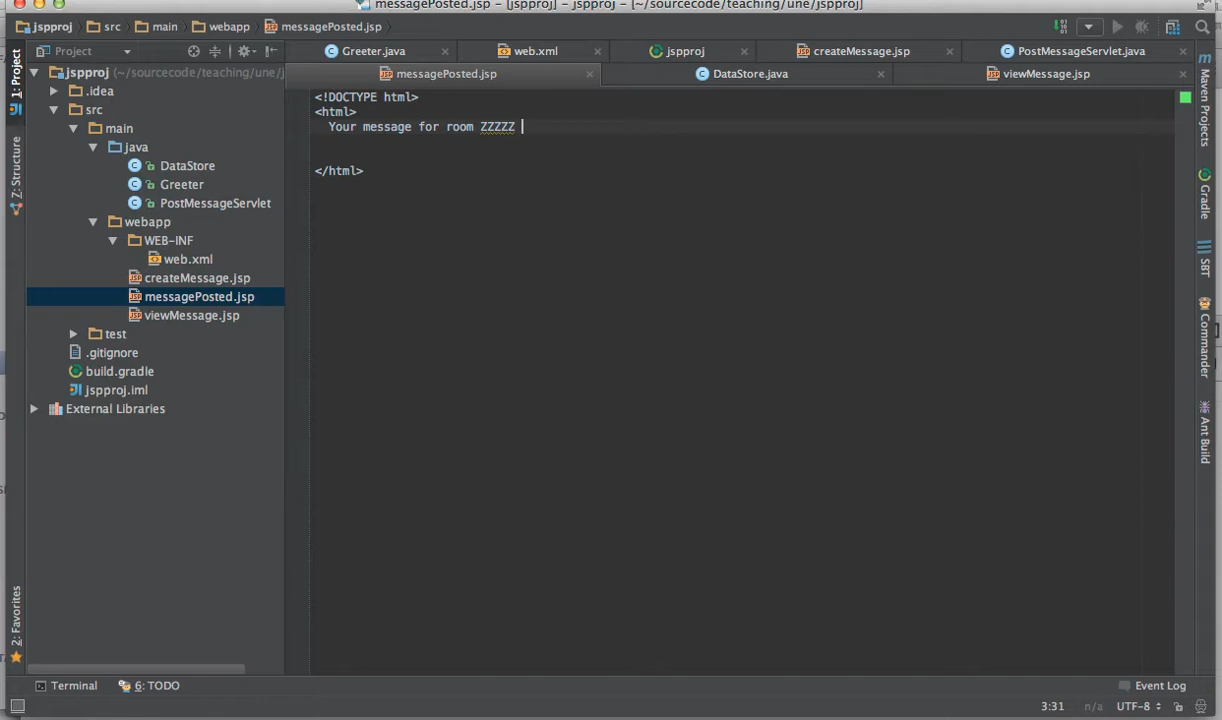 messagePosted.jsp – [jspproj] – jspproj – [~/sourcecode/teaching/une/jspproj]
jspproj src main webapp messagePosted.jsp
Project
Greeter.java web.xml jspproj createMessage.jsp PostMessageServlet.java
messagePosted.jsp DataStore.java viewMessage.jsp
1: Project
Z: Structure
2: Favorites
jspproj (~/sourcecode/teaching/une/j
.idea
src
main
java
DataStore
Greeter
PostMessageServlet
webapp
WEB-INF
web.xml
createMessage.jsp
messagePosted.jsp
viewMessage.jsp
test
.gitignore
build.gradle
jspproj.iml
External Libraries
<!DOCTYPE html>
<html>
Your message for room ZZZZZ
</html>
Maven Projects
Gradle
SBT
Commander
Ant Build
Terminal 6: TODO Event Log
3:31 n/a UTF-8